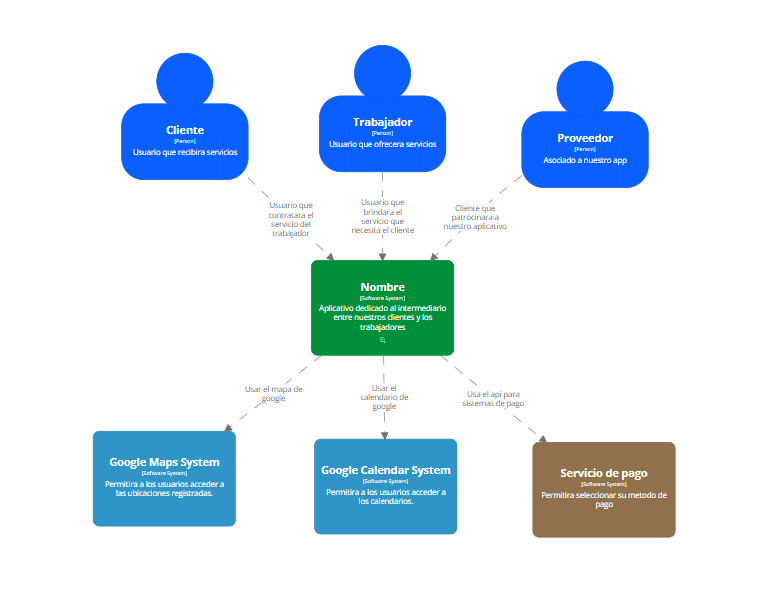 Cliente
[Person]
Usuario que recibira servicios
Trabajador
[Person]
Usuario que ofrecera servicios
Proveedor
[Person]
Asociado a nuestro app
Usuario que
contratara el
servicio del
trabajador
Usuario que
brindara el
servicio que
necesita el cliente
Cliente que
patrocinara a
nuestro aplicativo
Nombre
[Software System]
Aplicativo dedicado al intermediario
entre nuestros clientes y los
trabajadores
Usar el mapa de
google
Usar el
calendario de
google
Usa el api para
sistemas de pago
Google Maps System
[Software System]
Permitira a los usuarios acceder a
las ubicaciones registradas.
Google Calendar System
[Software System]
Permitira a los usuarios acceder a
los calendarios.
Servicio de pago
[Software System]
Permitira seleccionar su metodo de
pago